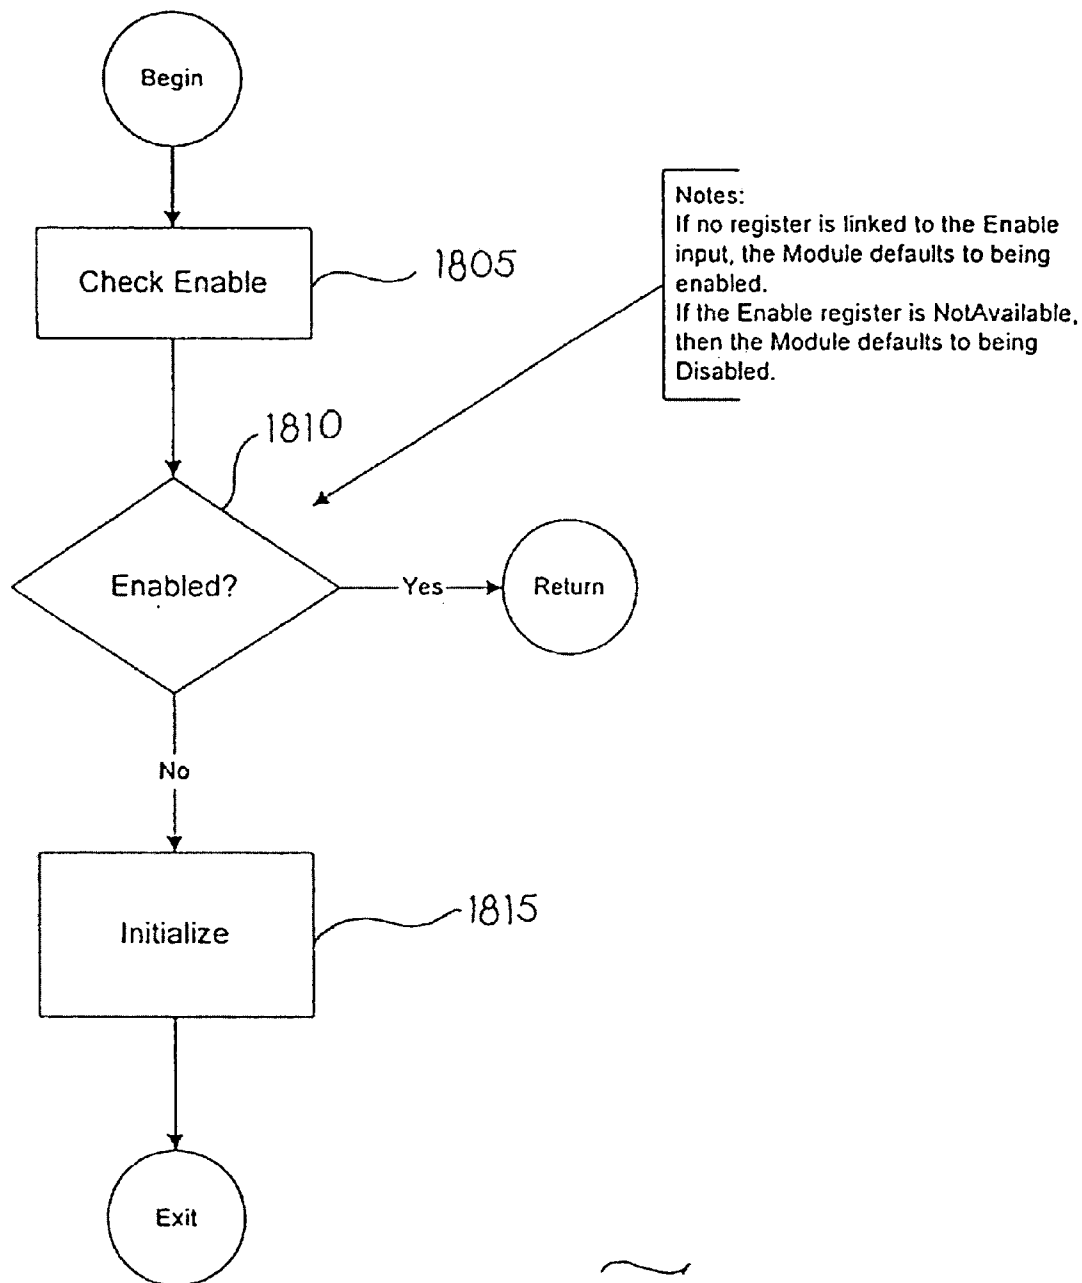 Begin
Check Enable
1805
Notes:
If no register is linked to the Enable
input, the Module defaults to being
enabled.
If the Enable register is NotAvailable,
then the Module defaults to being
Disabled.
1810
Enabled?
Yes
Return
No
Initialize
1815
Exit